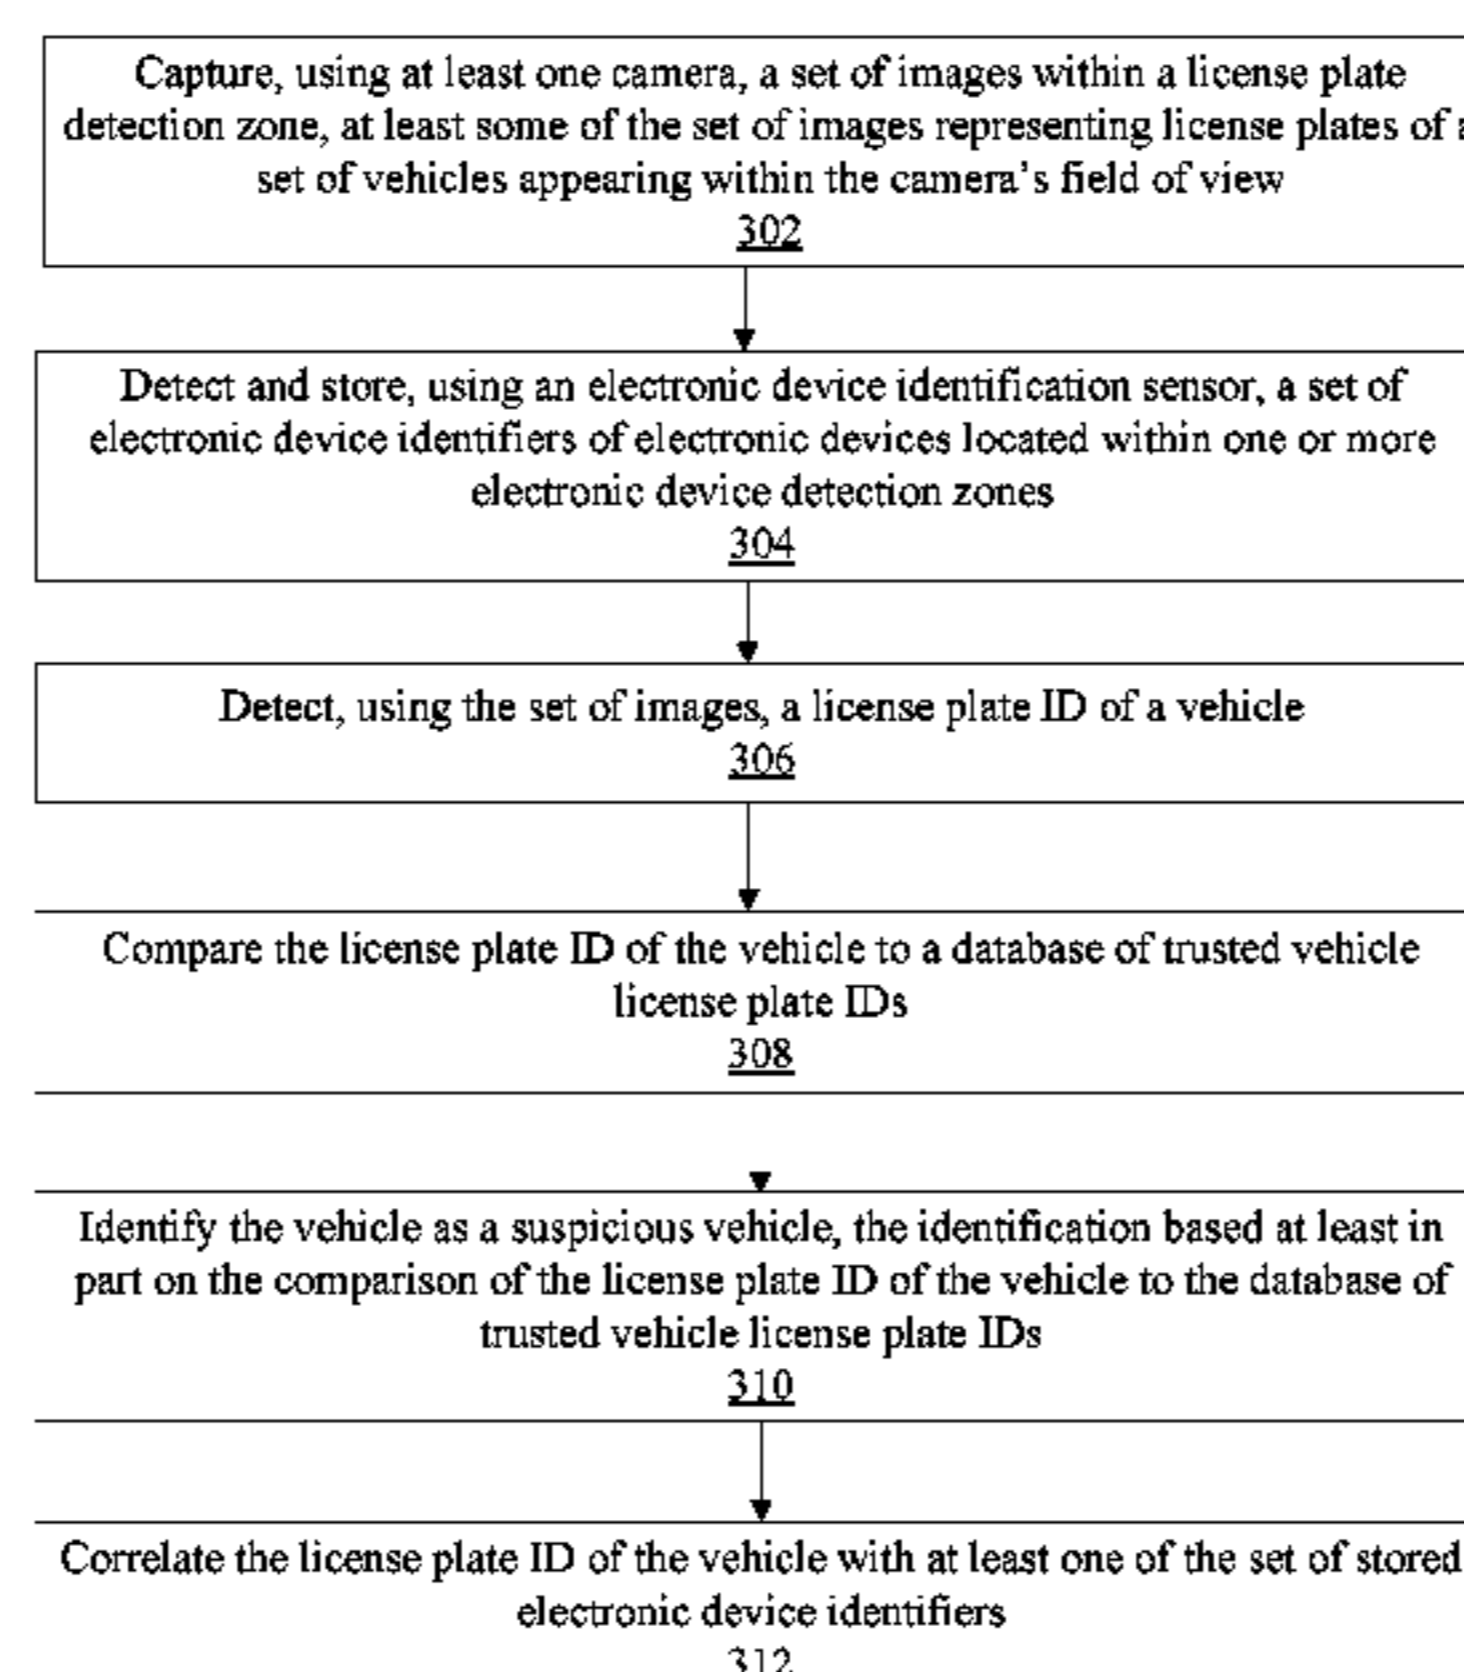 Capture, using at least one camera, a set of images within a license plate
detection zone, at least some of the set of images representing license plates of a
set of vehicles appearing within the camera's field of view
302
Detect and store, using an electronic device identification sensor, a set of
electronic device identifiers of electronic devices located within one or more
electronic device detection zones
304
Detect, using the set of images, a license plate ID of a vehicle
306
Compare the license plate ID of the vehicle to a database of trusted vehicle
license plate IDs
308
Identify the vehicle as a suspicious vehicle, the identification based at least in
part on the comparison of the license plate ID of the vehicle to the database of
trusted vehicle license plate IDs
310
Correlate the license plate ID of the vehicle with at least one of the set of stored
electronic device identifiers
312